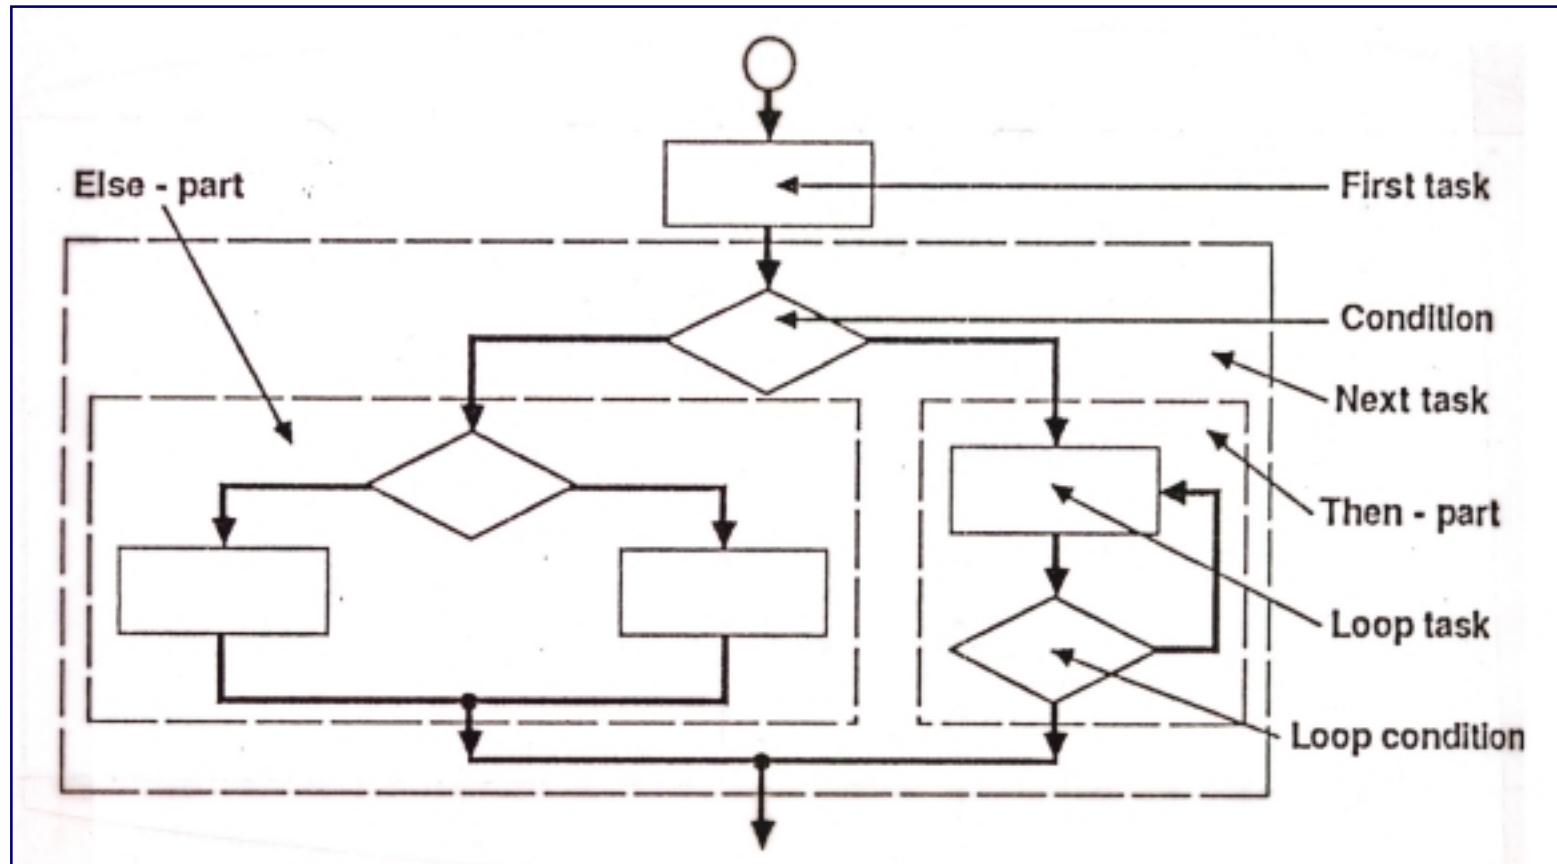 Else - part
First task
Condition
Next task
Then - part
Loop task
Loop condition